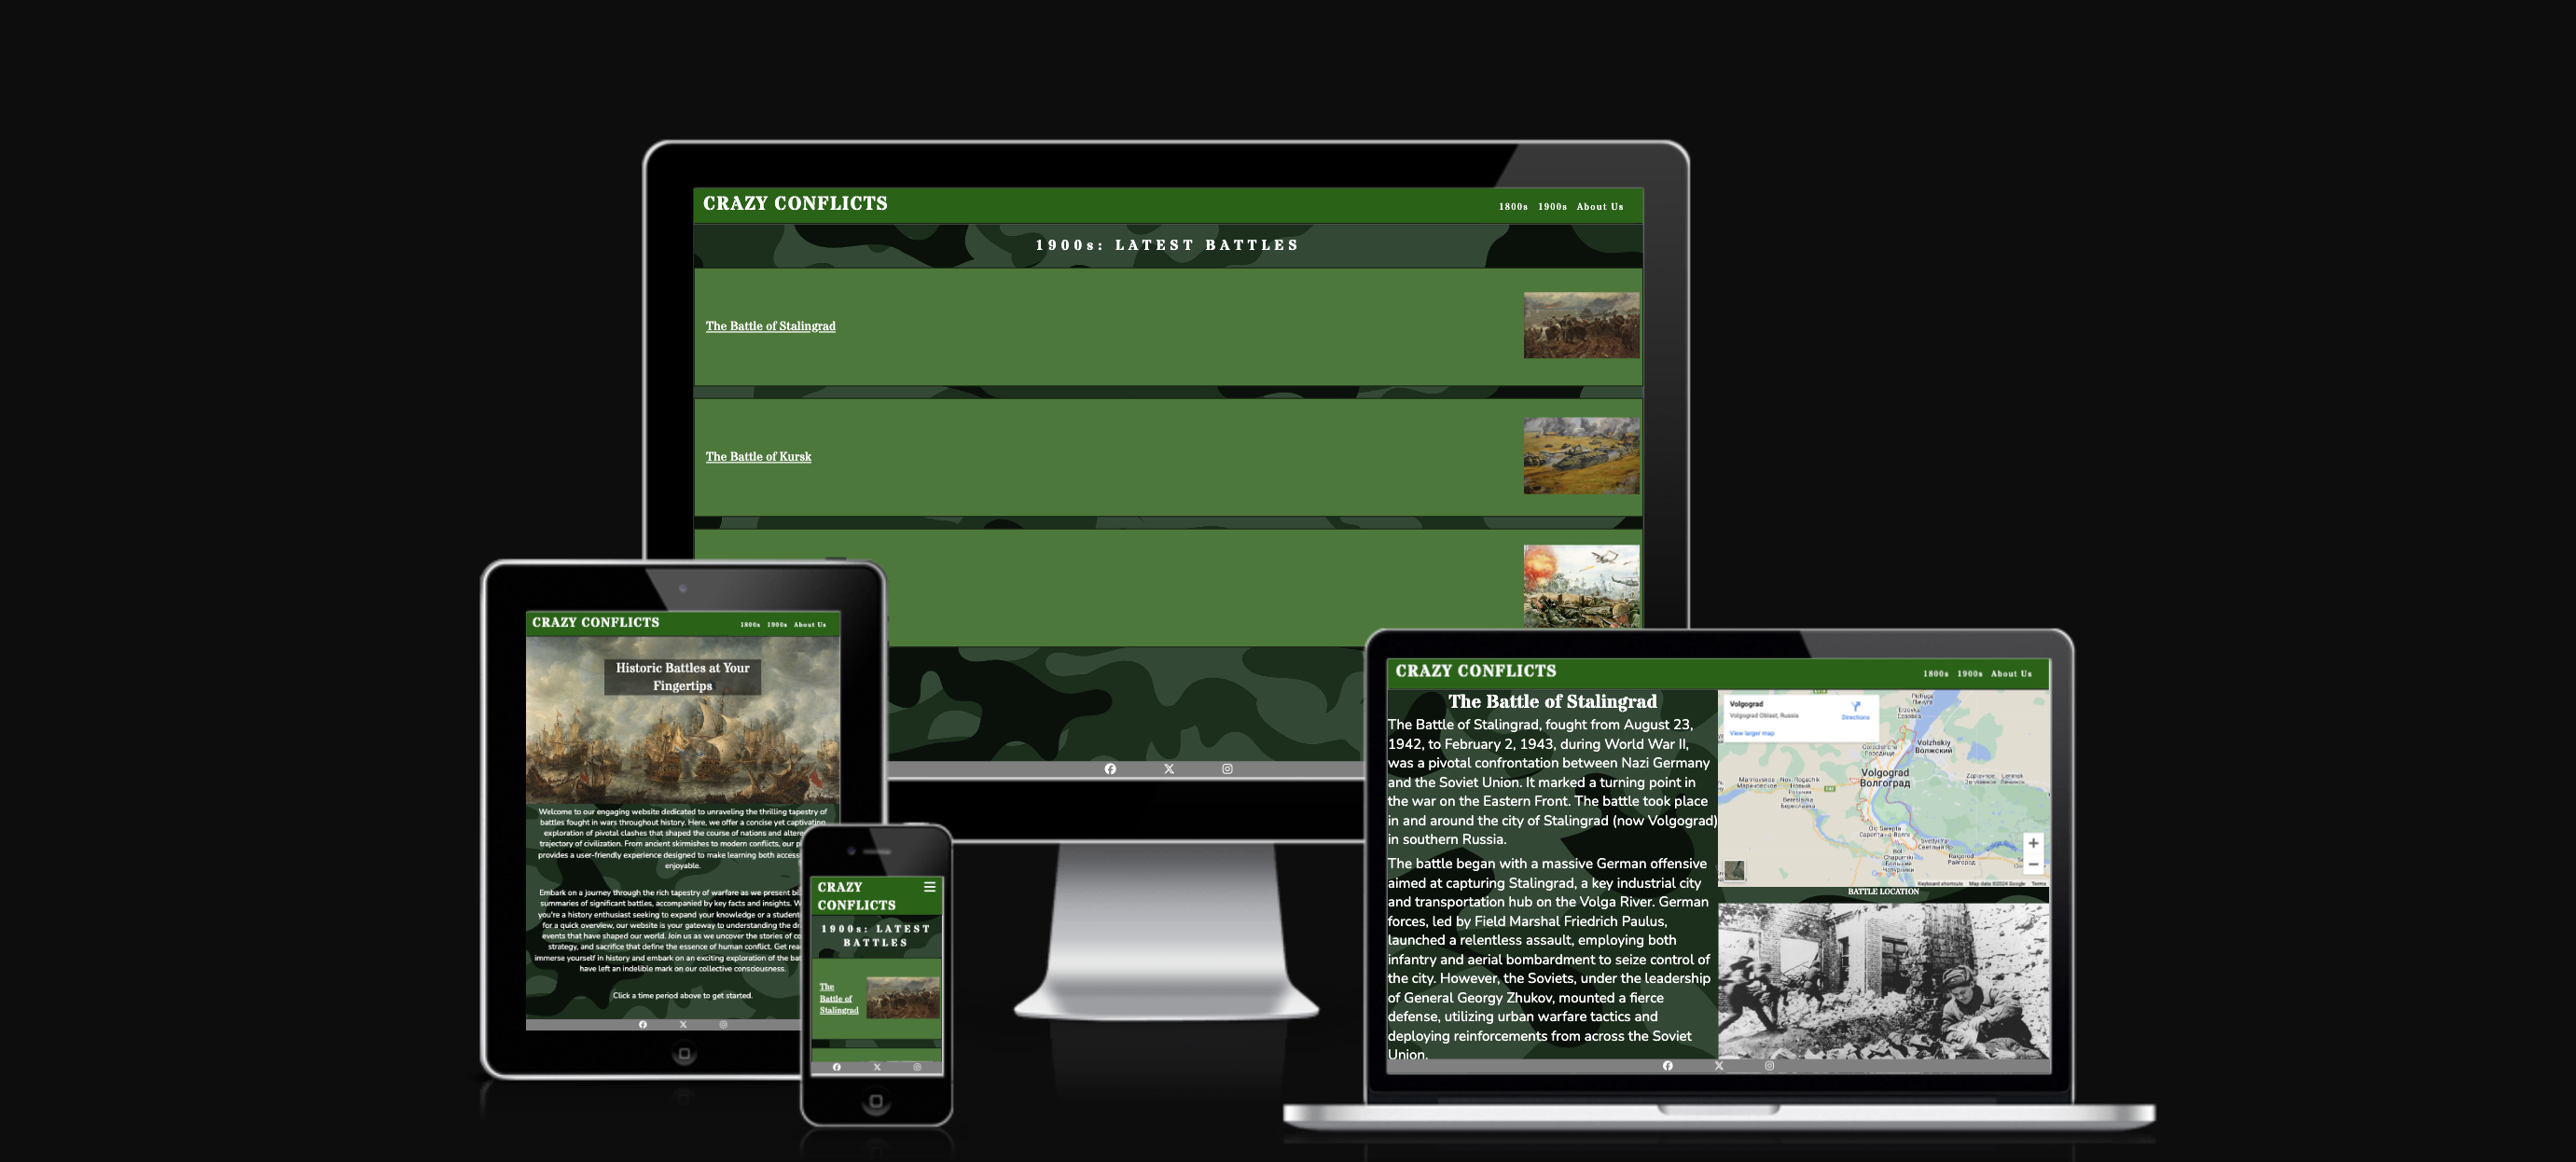 CRAZY CONFLICTS
1800s 1900s About Us
1900s: LATEST BATTLES
The Battle of Stalingrad
The Battle of Kursk
CRAZY CONFLICTS
1800s 1900s About Us
Historic Battles at Your
Fingertips
Welcome to our engaging website dedicated to unraveling the thrilling tapestry of
battles fought in wars throughout history. Here, we offer a concise yet captivating
exploration of pivotal clashes that shaped the course of nations and altere
trajectory of civilization. From ancient skirmishes to modern conflicts, our p
provides a user-friendly experience designed to make learning both access
enjoyable.
Embark on a journey through the rich tapestry of warfare as we present b
summaries of significant battles, accompanied by key facts and insights. W
you're a history enthusiast seeking to expand your knowledge or a student
for a quick overview, our website is your gateway to understanding the dr
events that have shaped our world. Join us as we uncover the stories of co
strategy, and sacrifice that define the essence of human conflict. Get rea
immerse yourself in history and embark on an exciting exploration of the bat
have left an indelible mark on our collective consciousness.
Click a time period above to get started.
CRAZY
CONFLICTS
1900s: LATEST
BATTLES
The
Battle of
Stalingrad
CRAZY CONFLICTS
1800s 1900s About Us
The Battle of Stalingrad
The Battle of Stalingrad, fought from August 23,
1942, to February 2, 1943, during World War II,
was a pivotal confrontation between Nazi Germany
and the Soviet Union. It marked a turning point in
the war on the Eastern Front. The battle took place
in and around the city of Stalingrad (now Volgograd)
in southern Russia.
The battle began with a massive German offensive
aimed at capturing Stalingrad, a key industrial city
and transportation hub on the Volga River. German
forces, led by Field Marshal Friedrich Paulus,
launched a relentless assault, employing both
infantry and aerial bombardment to seize control of
the city. However, the Soviets, under the leadership
of General Georgy Zhukov, mounted a fierce
defense, utilizing urban warfare tactics and
deploying reinforcements from across the Soviet
Union.
Volgograd
Volgograd Oblast, Russia
Directions
View larger map
Volzhskiy
Волжский
Volgograd
Волгоград
Keyboard shortcuts Map data ©2024 Google Terms
BATTLE LOCATION